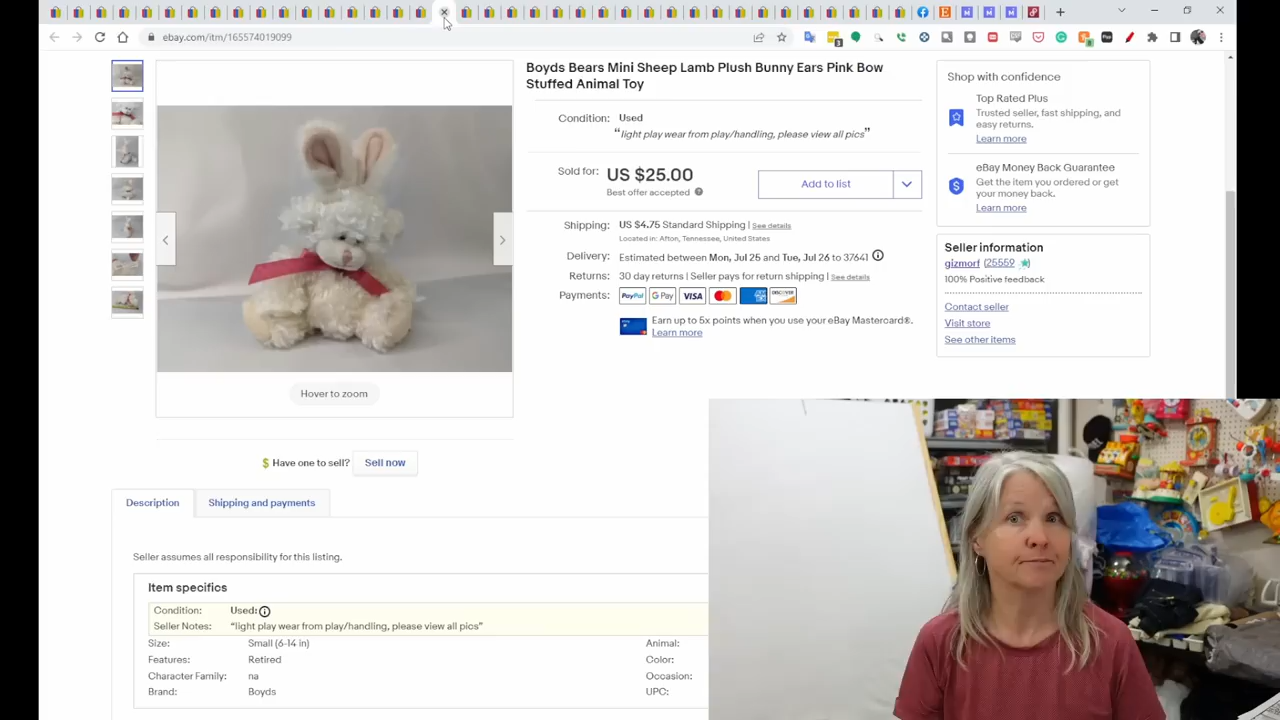 ebay.com/itm/165574019099
Boyds Bears Mini Sheep Lamb Plush Bunny Ears Pink Bow
Stuffed Animal Toy
Condition: Used
"light play wear from play/handling, please view all pics"
Sold for: US $25.00
Best offer accepted
Add to list
Shipping: US $4.75 Standard Shipping | See details
Located in: Afton, Tennessee, United States
Delivery: Estimated between Mon, Jul 25 and Tue, Jul 26 to 37641
Returns: 30 day returns | Seller pays for return shipping | See details
Payments: PayPal G Pay VISA DISCOVER
Earn up to 5x points when you use your eBay Mastercard®.
Learn more
Shop with confidence
Top Rated Plus
Trusted seller, fast shipping, and
easy returns.
Learn more
eBay Money Back Guarantee
Get the item you ordered or get
your money back.
Learn more
Seller information
gizmorf (25559
100% Positive feedback
Contact seller
Visit store
See other items
Hover to zoom
$ Have one to sell? Sell now
Description Shipping and payments
Seller assumes all responsibility for this listing.
Item specifics
Condition: Used:
Seller Notes: "light play wear from play/handling, please view all pics"
Size: Small (6-14 in) Animal:
Features: Retired Color:
Character Family: na Occasion:
Brand: Boyds UPC: